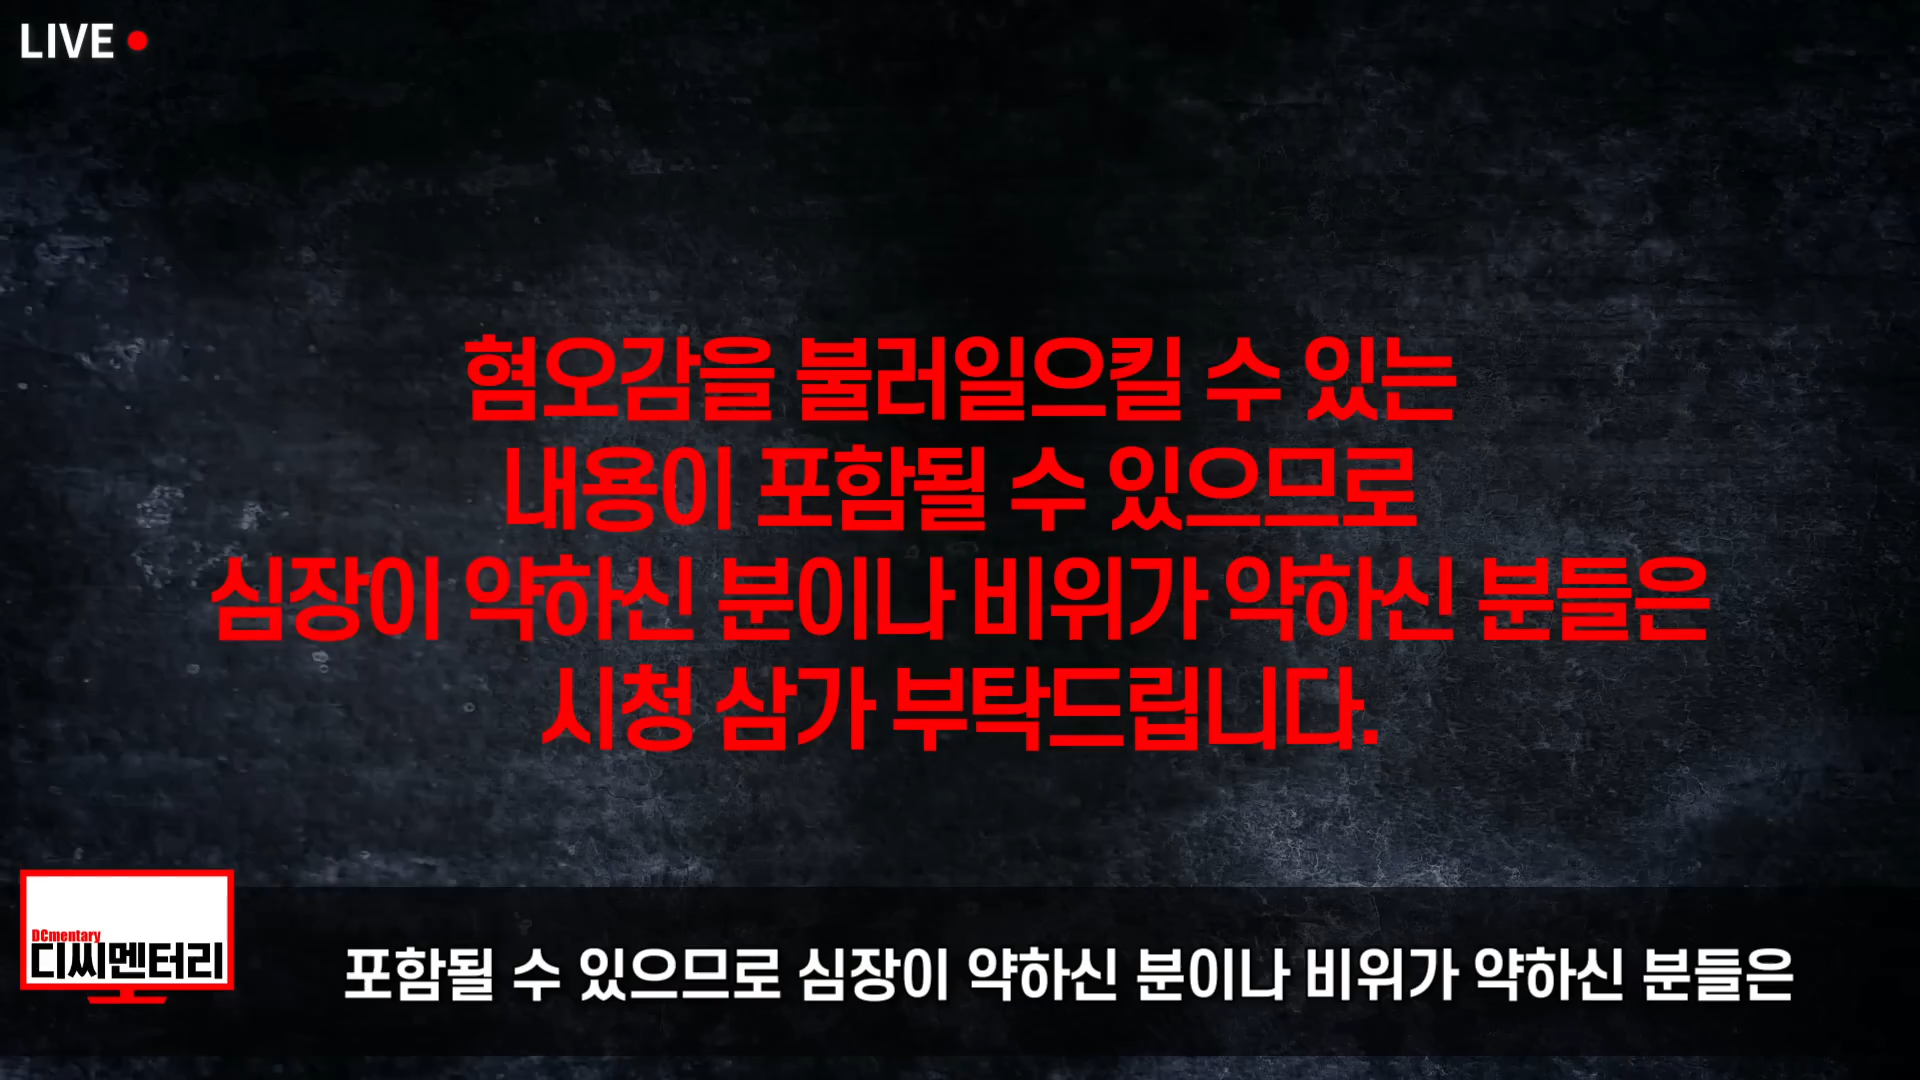 LIVE
혐오감을 불러일으킬 수 있는
내용이 포함될 수 있으므로
심장이 약하신 분이나 비위가 약하신 분들은
시청 삼가 부탁드립니다.
DCmentary
디씨멘터리
포함될 수 있으므로 심장이 약하신 분이나 비위가 약하신 분들은